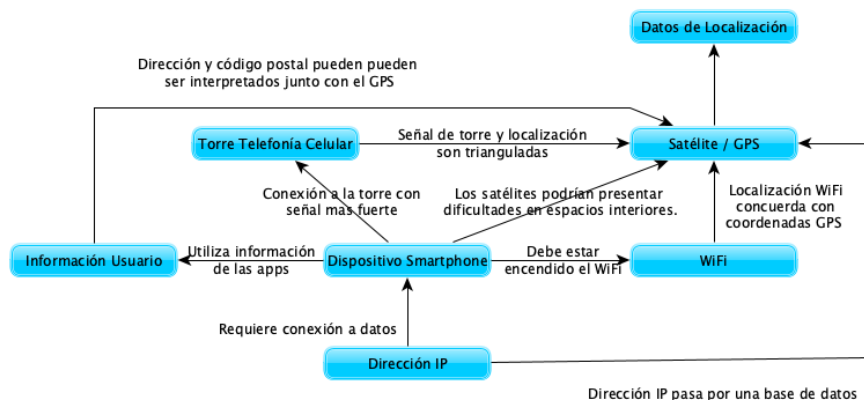 Datos de Localización
Dirección y código postal pueden pueden
ser interpretados junto con el GPS
Torre Telefonía Celular
Señal de torre y localización
son trianguladas
Satélite / GPS
Conexión a la torre con
señal mas fuerte
Los satélites podrían presentar
dificultades en espacios interiores.
Localización WiFi
concuerda con
coordenadas GPS
Información Usuario
Utiliza información
de las apps
Dispositivo Smartphone
Debe estar
encendido el WiFi
WiFi
Requiere conexión a datos
Dirección IP
Dirección IP pasa por una base de datos